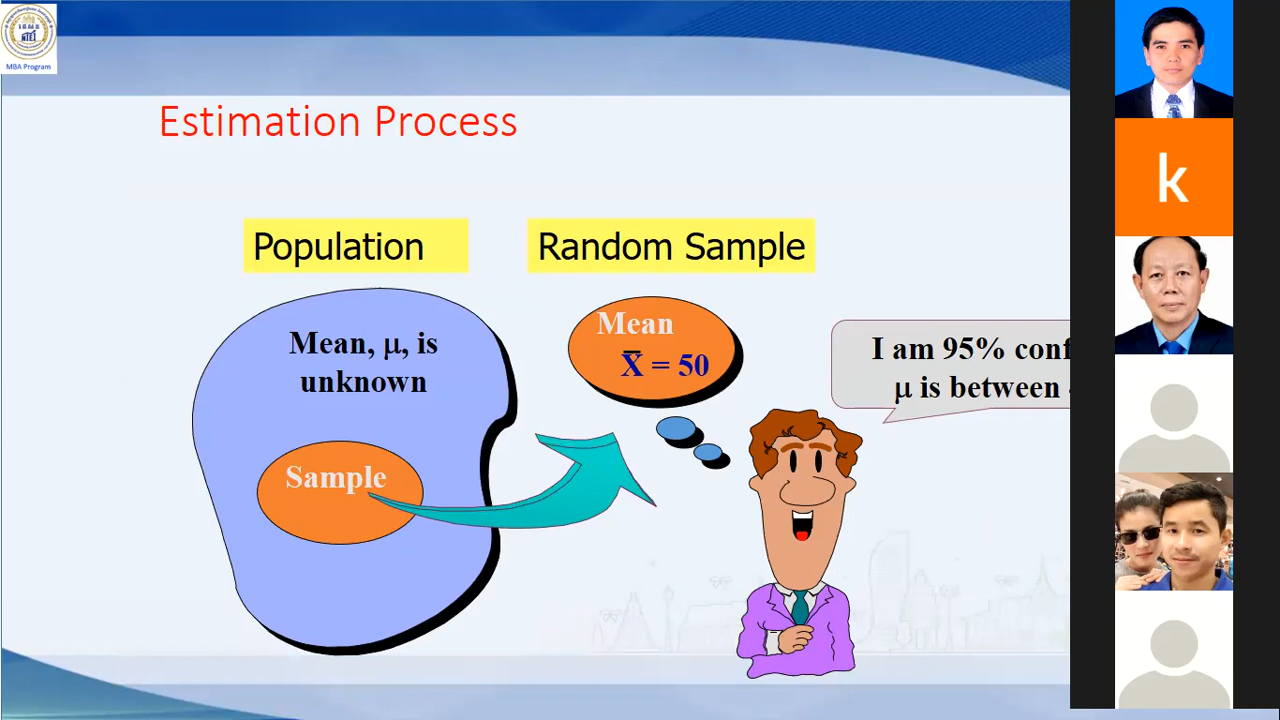 MBA Program
Estimation Process
Population
Random Sample
Mean, μ, is
unknown
Sample
Mean
X̅ = 50
I am 95% conf
μ is between
k